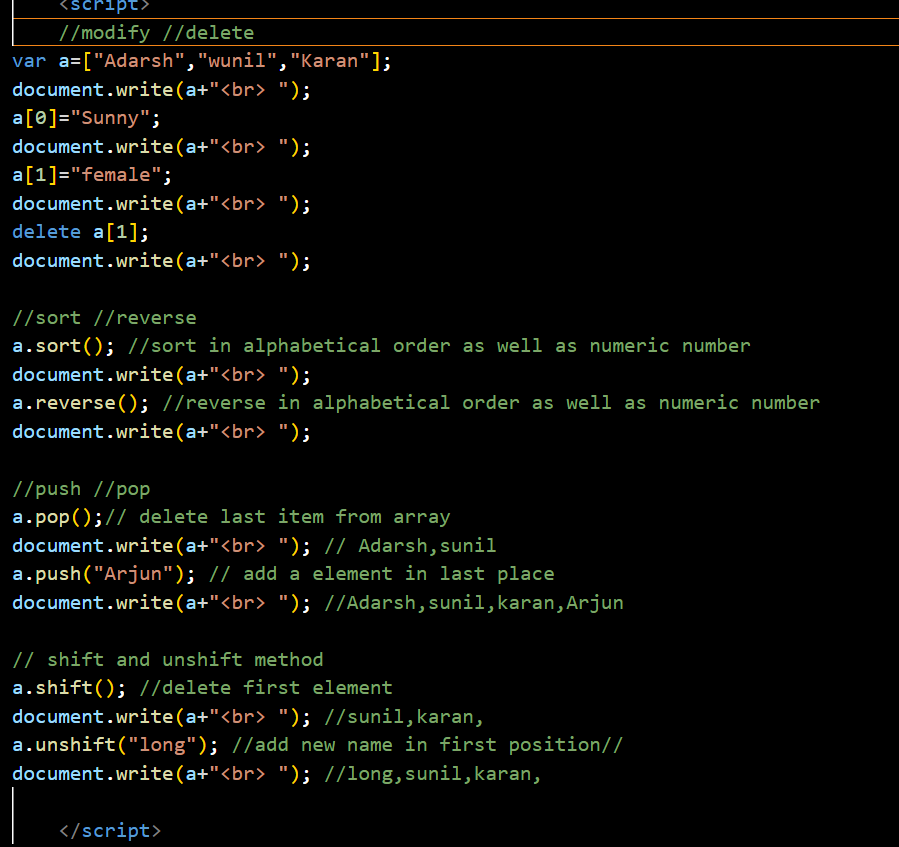 <script>
//modify //delete
var a=["Adarsh","wunil","Karan"];
document.write(a+"<br> ");
a[0]="Sunny";
document.write(a+"<br> ");
a[1]="female";
document.write(a+"<br> ");
delete a[1];
document.write(a+"<br> ");
//sort //reverse
a.sort(); //sort in alphabetical order as well as numeric number
document.write(a+"<br> ");
a.reverse(); //reverse in alphabetical order as well as numeric number
document.write(a+"<br> ");
//push //pop
a.pop();// delete last item from array
document.write(a+"<br> "); // Adarsh,sunil
a.push("Arjun"); // add a element in last place
document.write(a+"<br> "); //Adarsh,sunil,karan,Arjun
// shift and unshift method
a.shift(); //delete first element
document.write(a+"<br> "); //sunil,karan,
a.unshift("long"); //add new name in first position//
document.write(a+"<br> "); //long,sunil,karan,
</script>